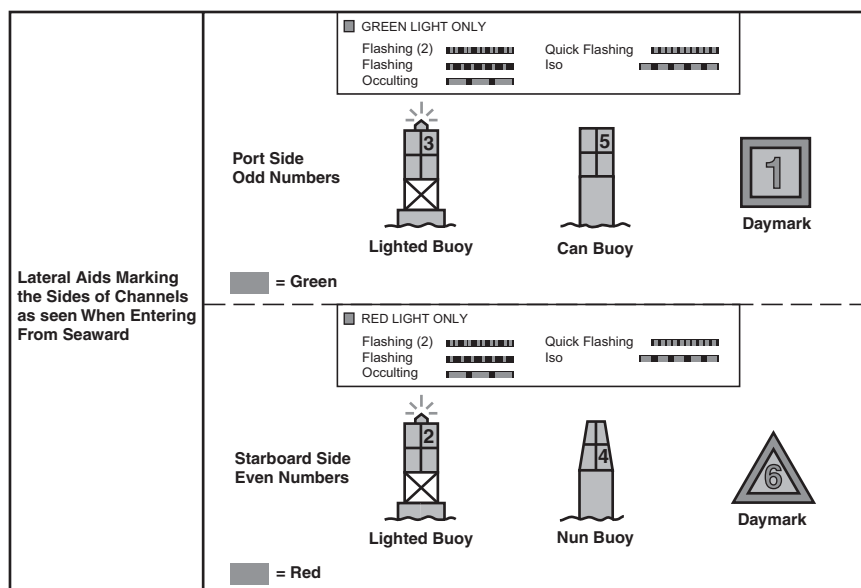 GREEN LIGHT ONLY
Flashing (2)
Quick Flashing
Flashing
Iso
Occulting
3
5
1
Port Side
Odd Numbers
Lighted Buoy
Can Buoy
Daymark
= Green
Lateral Aids Marking
the Sides of Channels
as seen When Entering
From Seaward
RED LIGHT ONLY
Flashing (2)
Quick Flashing
Flashing
Iso
Occulting
2
4
6
Starboard Side
Even Numbers
Lighted Buoy
Nun Buoy
Daymark
= Red